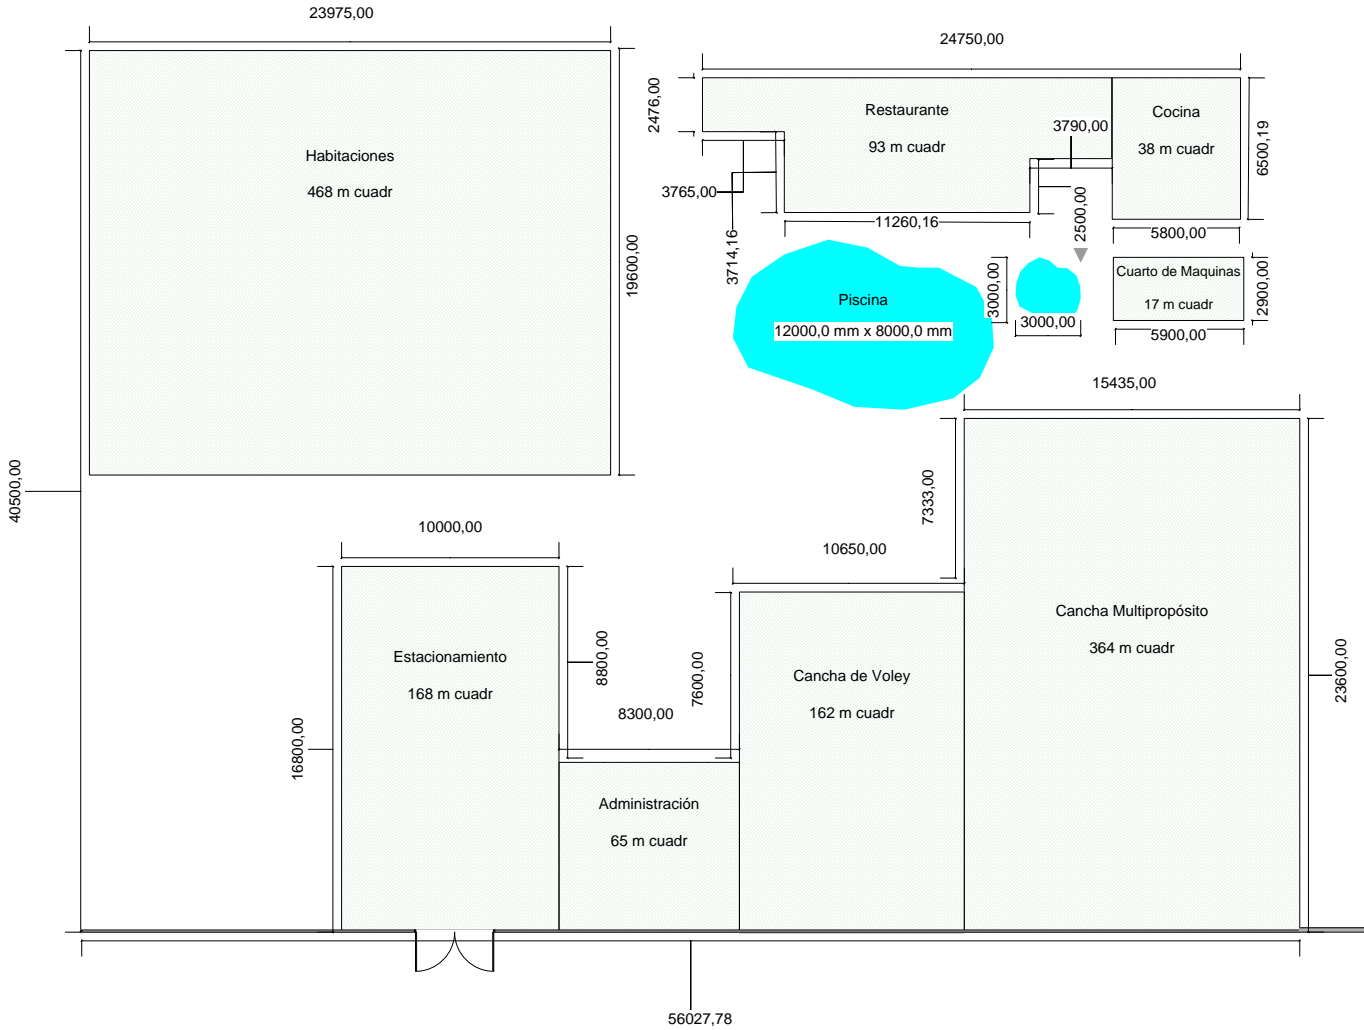 23975,00
24750,00
2476,00
Restaurante
93 m cuadr
Cocina
38 m cuadr
3790,00
6500,19
Habitaciones
468 m cuadr
3765,00
3714,16
11260,16
2500,00
5800,00
19600,00
Piscina
12000,0 mm x 8000,0 mm
3000,00
3000,00
Cuarto de Maquinas
17 m cuadr
2900,00
5900,00
15435,00
40500,00
7333,00
10000,00
10650,00
Estacionamiento
168 m cuadr
8800,00
7600,00
8300,00
Cancha de Voley
162 m cuadr
Cancha Multipropósito
364 m cuadr
23600,00
16800,00
Administración
65 m cuadr
56027,78